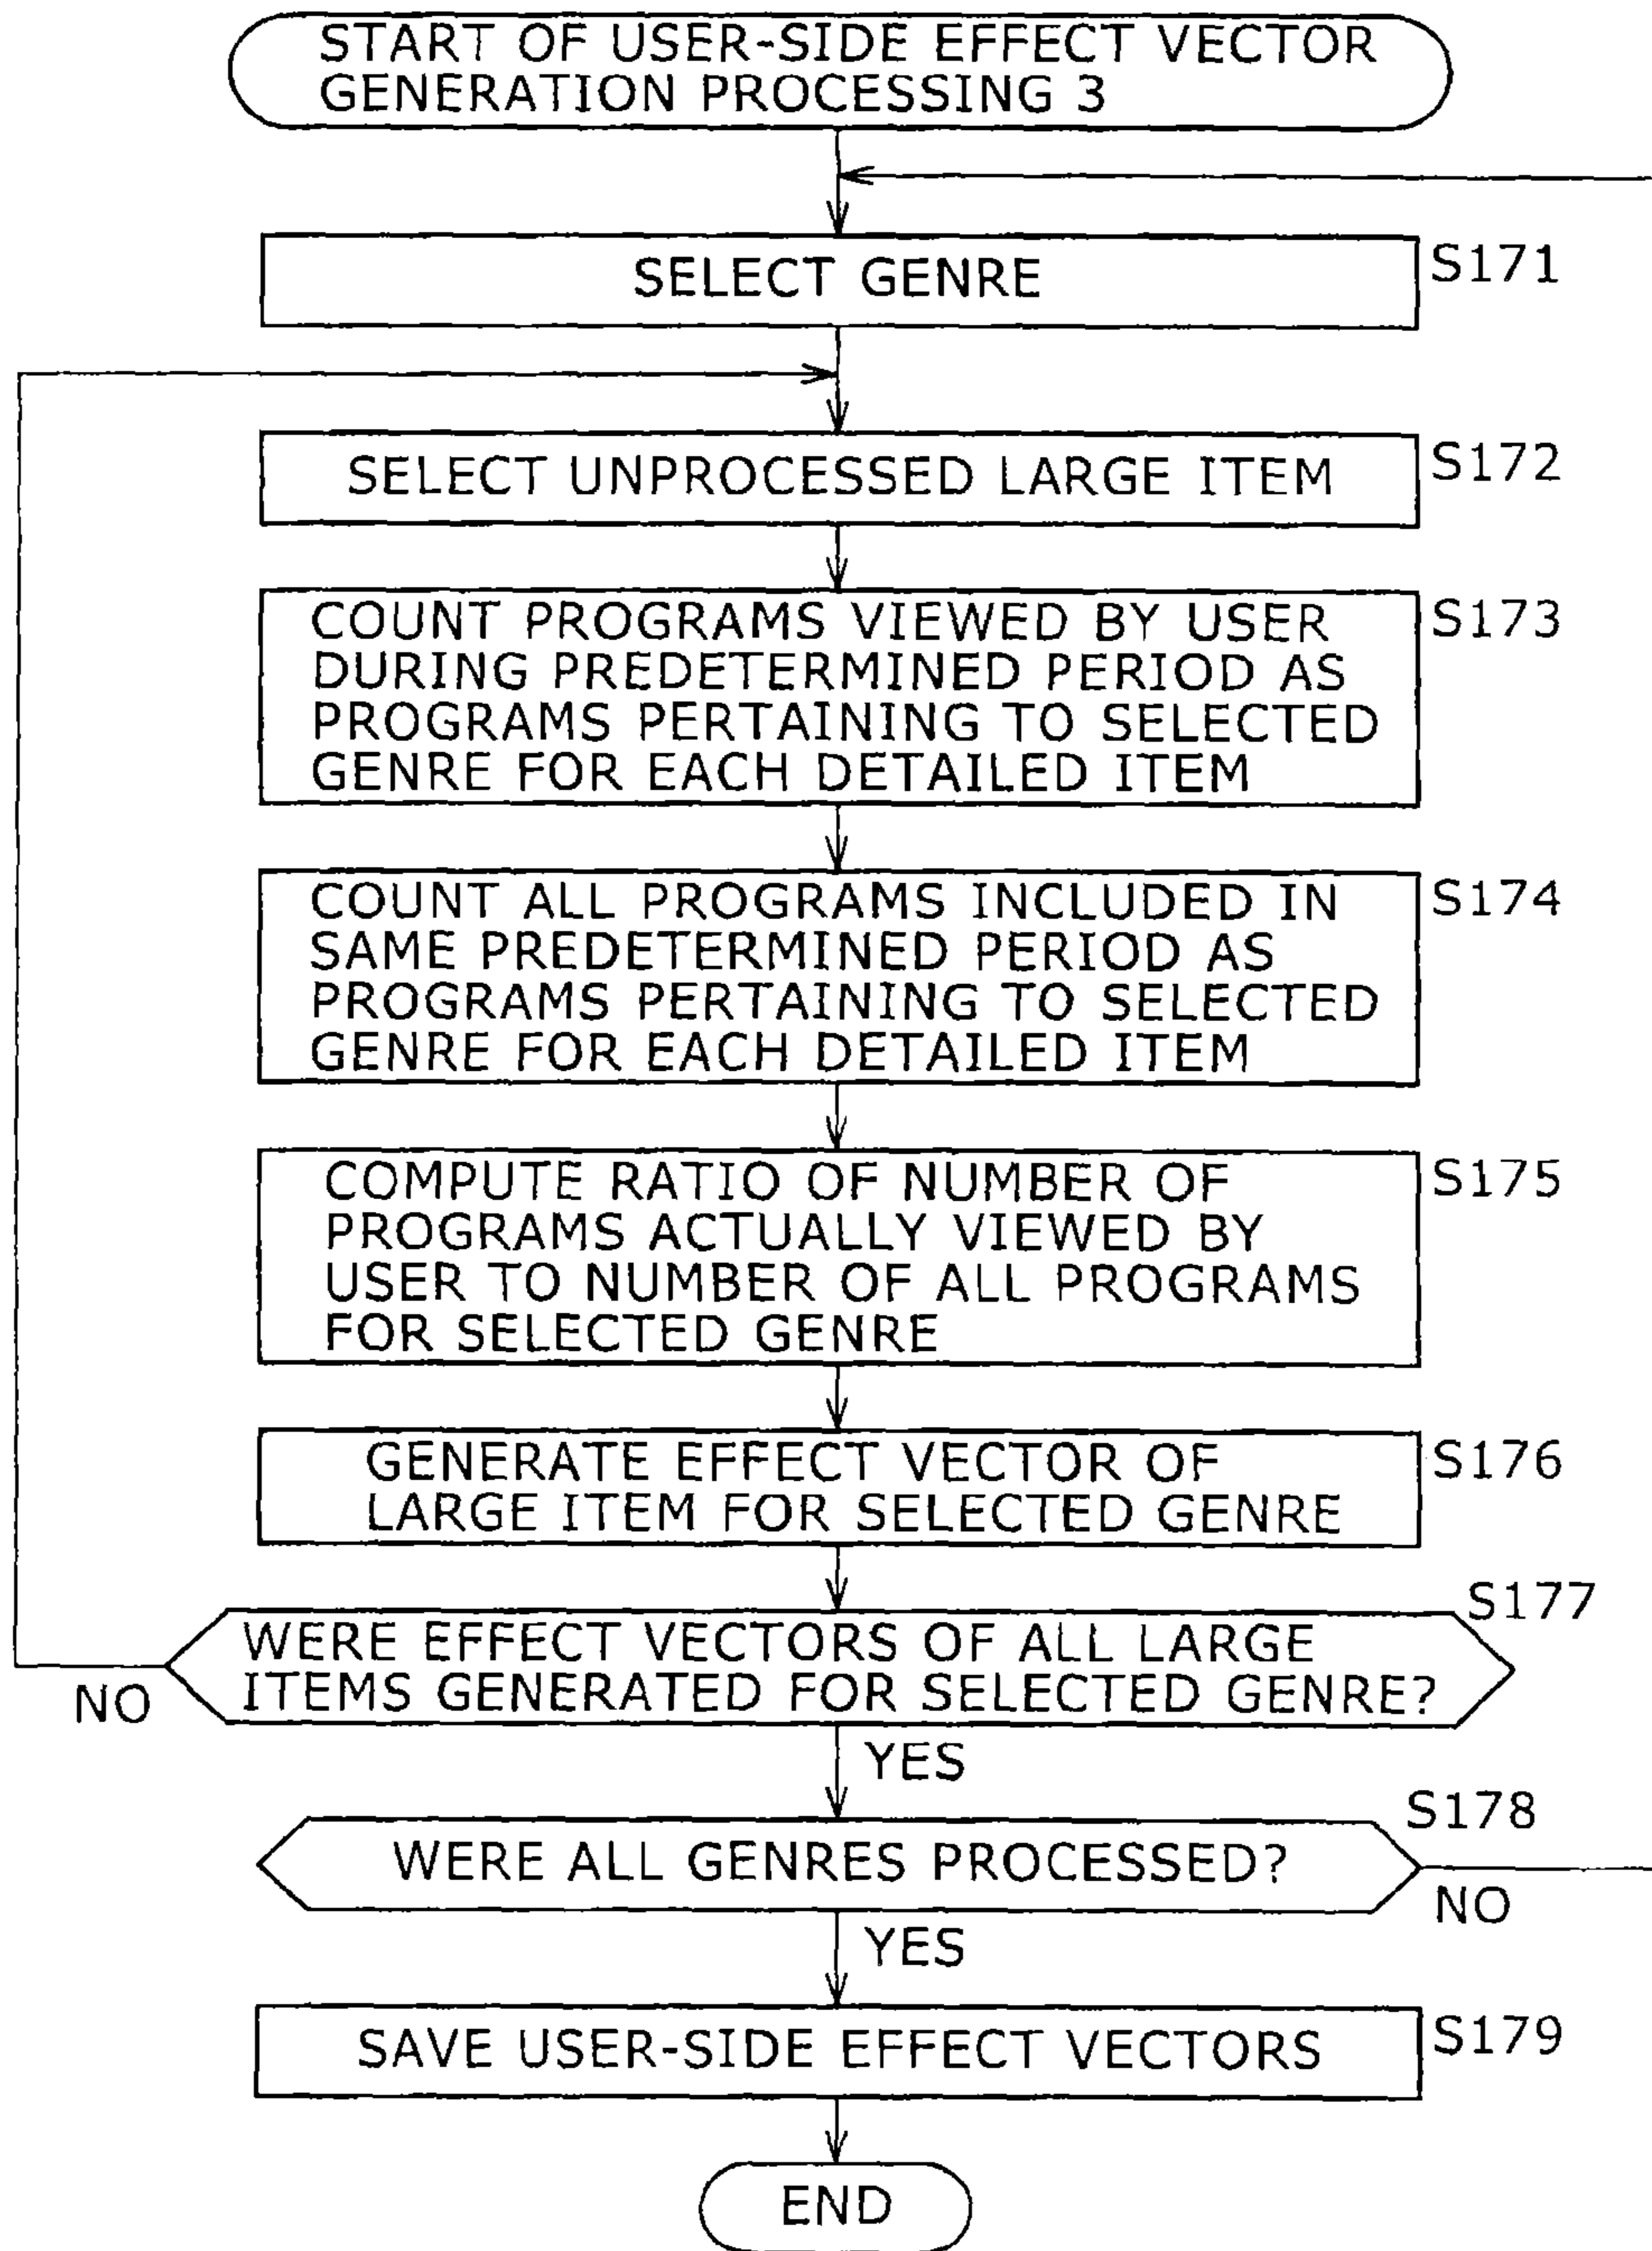 START OF USER-SIDE EFFECT VECTOR
GENERATION PROCESSING 3
SELECT GENRE
S171
SELECT UNPROCESSED LARGE ITEM
S172
COUNT PROGRAMS VIEWED BY USER
DURING PREDETERMINED PERIOD AS
PROGRAMS PERTAINING TO SELECTED
GENRE FOR EACH DETAILED ITEM
S173
COUNT ALL PROGRAMS INCLUDED IN
SAME PREDETERMINED PERIOD AS
PROGRAMS PERTAINING TO SELECTED
GENRE FOR EACH DETAILED ITEM
S174
COMPUTE RATIO OF NUMBER OF
PROGRAMS ACTUALLY VIEWED BY
USER TO NUMBER OF ALL PROGRAMS
FOR SELECTED GENRE
S175
GENERATE EFFECT VECTOR OF
LARGE ITEM FOR SELECTED GENRE
S176
S177
WERE EFFECT VECTORS OF ALL LARGE
ITEMS GENERATED FOR SELECTED GENRE?
NO
YES
S178
WERE ALL GENRES PROCESSED?
NO
YES
SAVE USER-SIDE EFFECT VECTORS
S179
END